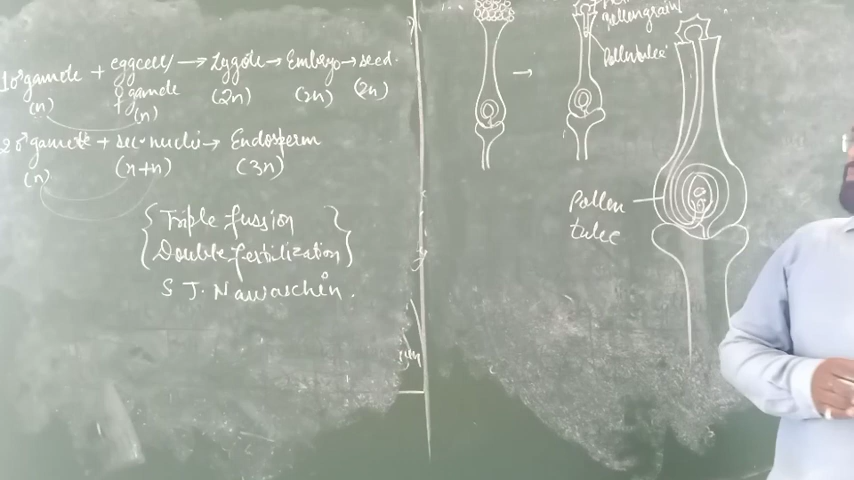 1♂ gamete + eggcell/ → Zygote → Embryo → seed.
♀ gamete
(n) (n) (2n) (2n) (2n)
2♂ gamete + sec. nuclei → Endosperm
(n) (n+n) (3n)
{ Triple fusion }
{ Double fertilization }
S J. Nawaschin.
Pollengrain
Pollentube
Pollen
tube